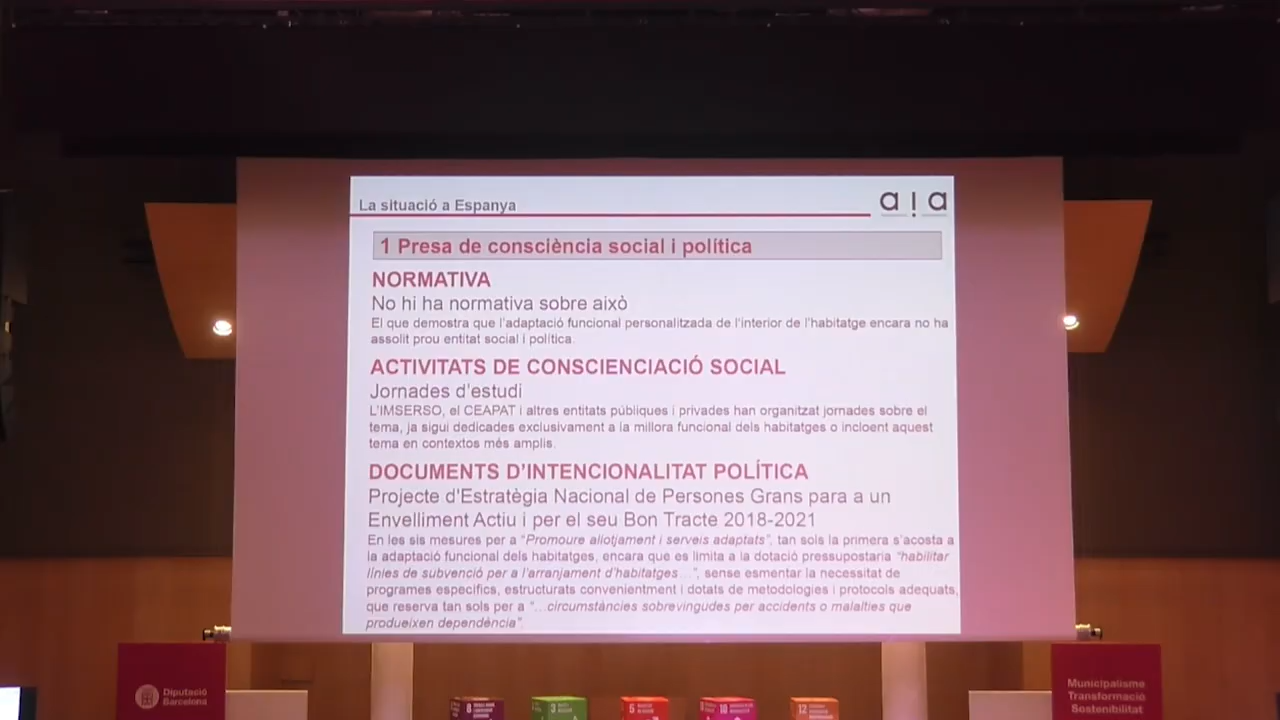 La situació a Espanya
a¡a
1 Presa de consciència social i política
NORMATIVA
No hi ha normativa sobre això
El que demostra que l'adaptació funcional personalitzada de l'interior de l'habitatge encara no ha
assolit prou entitat social i política.
ACTIVITATS DE CONSCIENCIACIÓ SOCIAL
Jornades d'estudi
L'IMSERSO, el CEAPAT i altres entitats públiques i privades han organitzat jornades sobre el
tema, ja sigui dedicades exclusivament a la millora funcional dels habitatges o incloent aquest
tema en contextos més amplis.
DOCUMENTS D'INTENCIONALITAT POLÍTICA
Projecte d'Estratègia Nacional de Persones Grans para a un
Envelliment Actiu i per el seu Bon Tracte 2018-2021
En les sis mesures per a "Promoure allotjament i serveis adaptats", tan sols la primera s'acosta a
la adaptació funcional dels habitatges, encara que es limita a la dotació pressupostaria "habilitar
línies de subvenció per a l'arranjament d'habitatges…", sense esmentar la necessitat de
programes específics, estructurats convenientment i dotats de metodologies i protocols adequats,
que reserva tan sols per a "…circumstàncies sobrevingudes per accidents o malalties que
produeixen dependència".
Diputació
Barcelona
Municipalisme
Transformació
Sostenibilitat
8
3
5
10
12